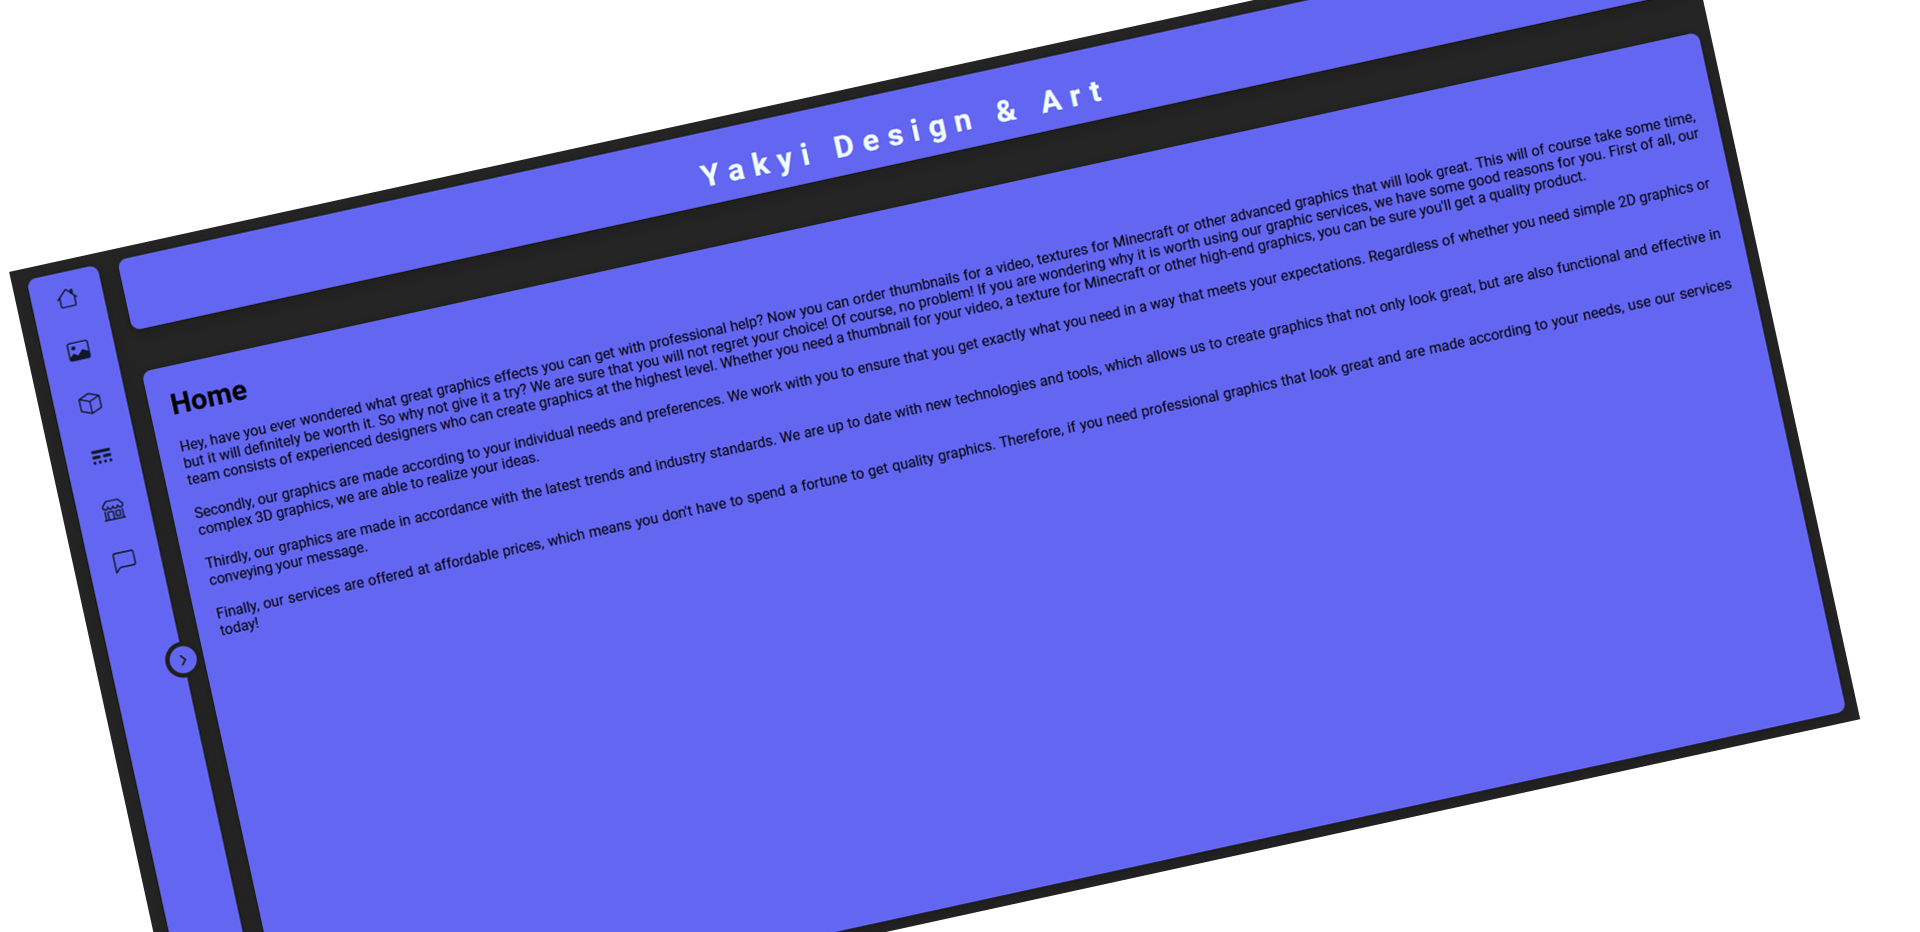 Yakyi Design & Art
Home
Hey, have you ever wondered what great graphics effects you can get with professional help? Now you can order thumbnails for a video, textures for Minecraft or other advanced graphics that will look great. This will of course take some time,
but it will definitely be worth it. So why not give it a try? We are sure that you will not regret your choice! Of course, no problem! If you are wondering why it is worth using our graphic services, we have some good reasons for you. First of all, our
team consists of experienced designers who can create graphics at the highest level. Whether you need a thumbnail for your video, a texture for Minecraft or other high-end graphics, you can be sure you'll get a quality product.
Secondly, our graphics are made according to your individual needs and preferences. We work with you to ensure that you get exactly what you need in a way that meets your expectations. Regardless of whether you need simple 2D graphics or
complex 3D graphics, we are able to realize your ideas.
Thirdly, our graphics are made in accordance with the latest trends and industry standards. We are up to date with new technologies and tools, which allows us to create graphics that not only look great, but are also functional and effective in
conveying your message.
Finally, our services are offered at affordable prices, which means you don't have to spend a fortune to get quality graphics. Therefore, if you need professional graphics that look great and are made according to your needs, use our services
today!